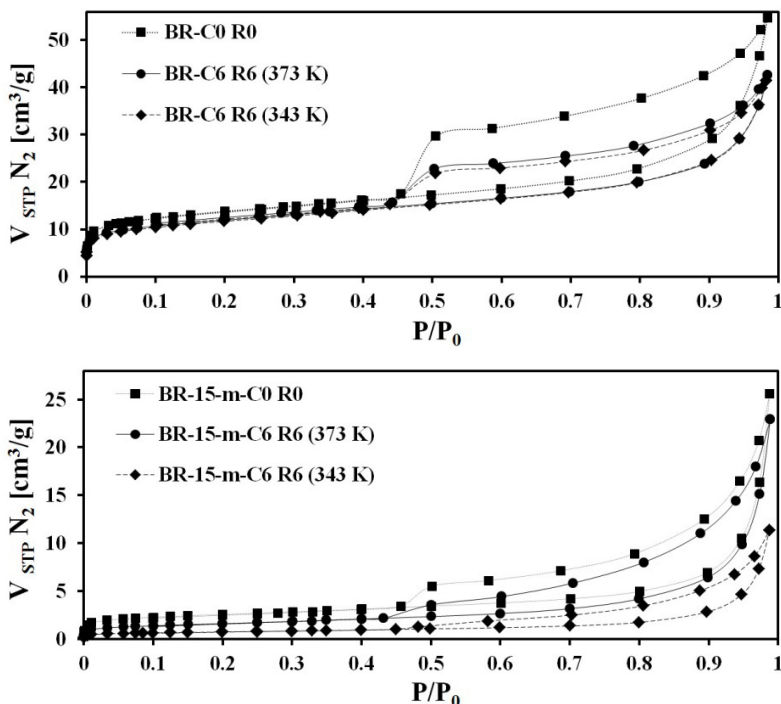 V STP N₂ [cm³/g]
60
50
40
30
20
10
0
BR-C0 R0
BR-C6 R6 (373 K)
BR-C6 R6 (343 K)
0 0.1 0.2 0.3 0.4 0.5 0.6 0.7 0.8 0.9 1
P/P₀
V STP N₂ [cm³/g]
25
20
15
10
5
0
BR-15-m-C0 R0
BR-15-m-C6 R6 (373 K)
BR-15-m-C6 R6 (343 K)
0 0.1 0.2 0.3 0.4 0.5 0.6 0.7 0.8 0.9 1
P/P₀